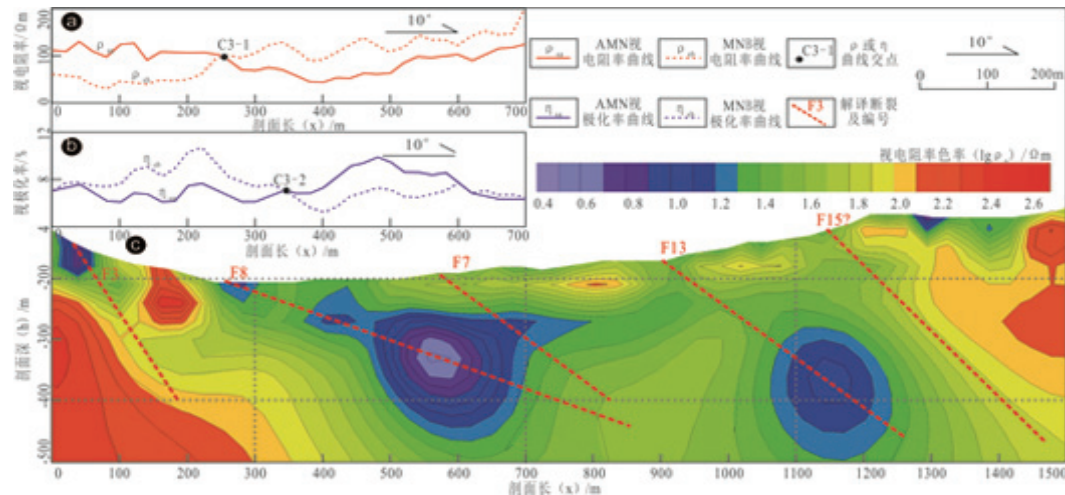 a
视电阻率/Ωm
200
100
0
ρ
ρ
C3-1
10°
0 100 200 300 400 500 600 700
剖面长 (x) /m
b
视极化率/%
12
8
4
η
η
C3-2
10°
0 100 200 300 400 500 600 700
剖面长 (x) /m
AMN视
电阻率曲线
MNB视
电阻率曲线
C3-1
ρ 或 η
曲线交点
AMN视
极化率曲线
MNB视
极化率曲线
F3
解译断裂
及编号
10°
0 100 200m
视电阻率色率 (lgρs) /Ωm
0.4 0.6 0.8 1.0 1.2 1.4 1.6 1.8 2.0 2.2 2.4 2.6
c
剖面深 (h) /m
-200
-300
-400
-500
F3
F8
F7
F13
F15?
0 100 200 300 400 500 600 700 800 900 1000 1100 1200 1300 1400 1500
剖面长 (x) /m